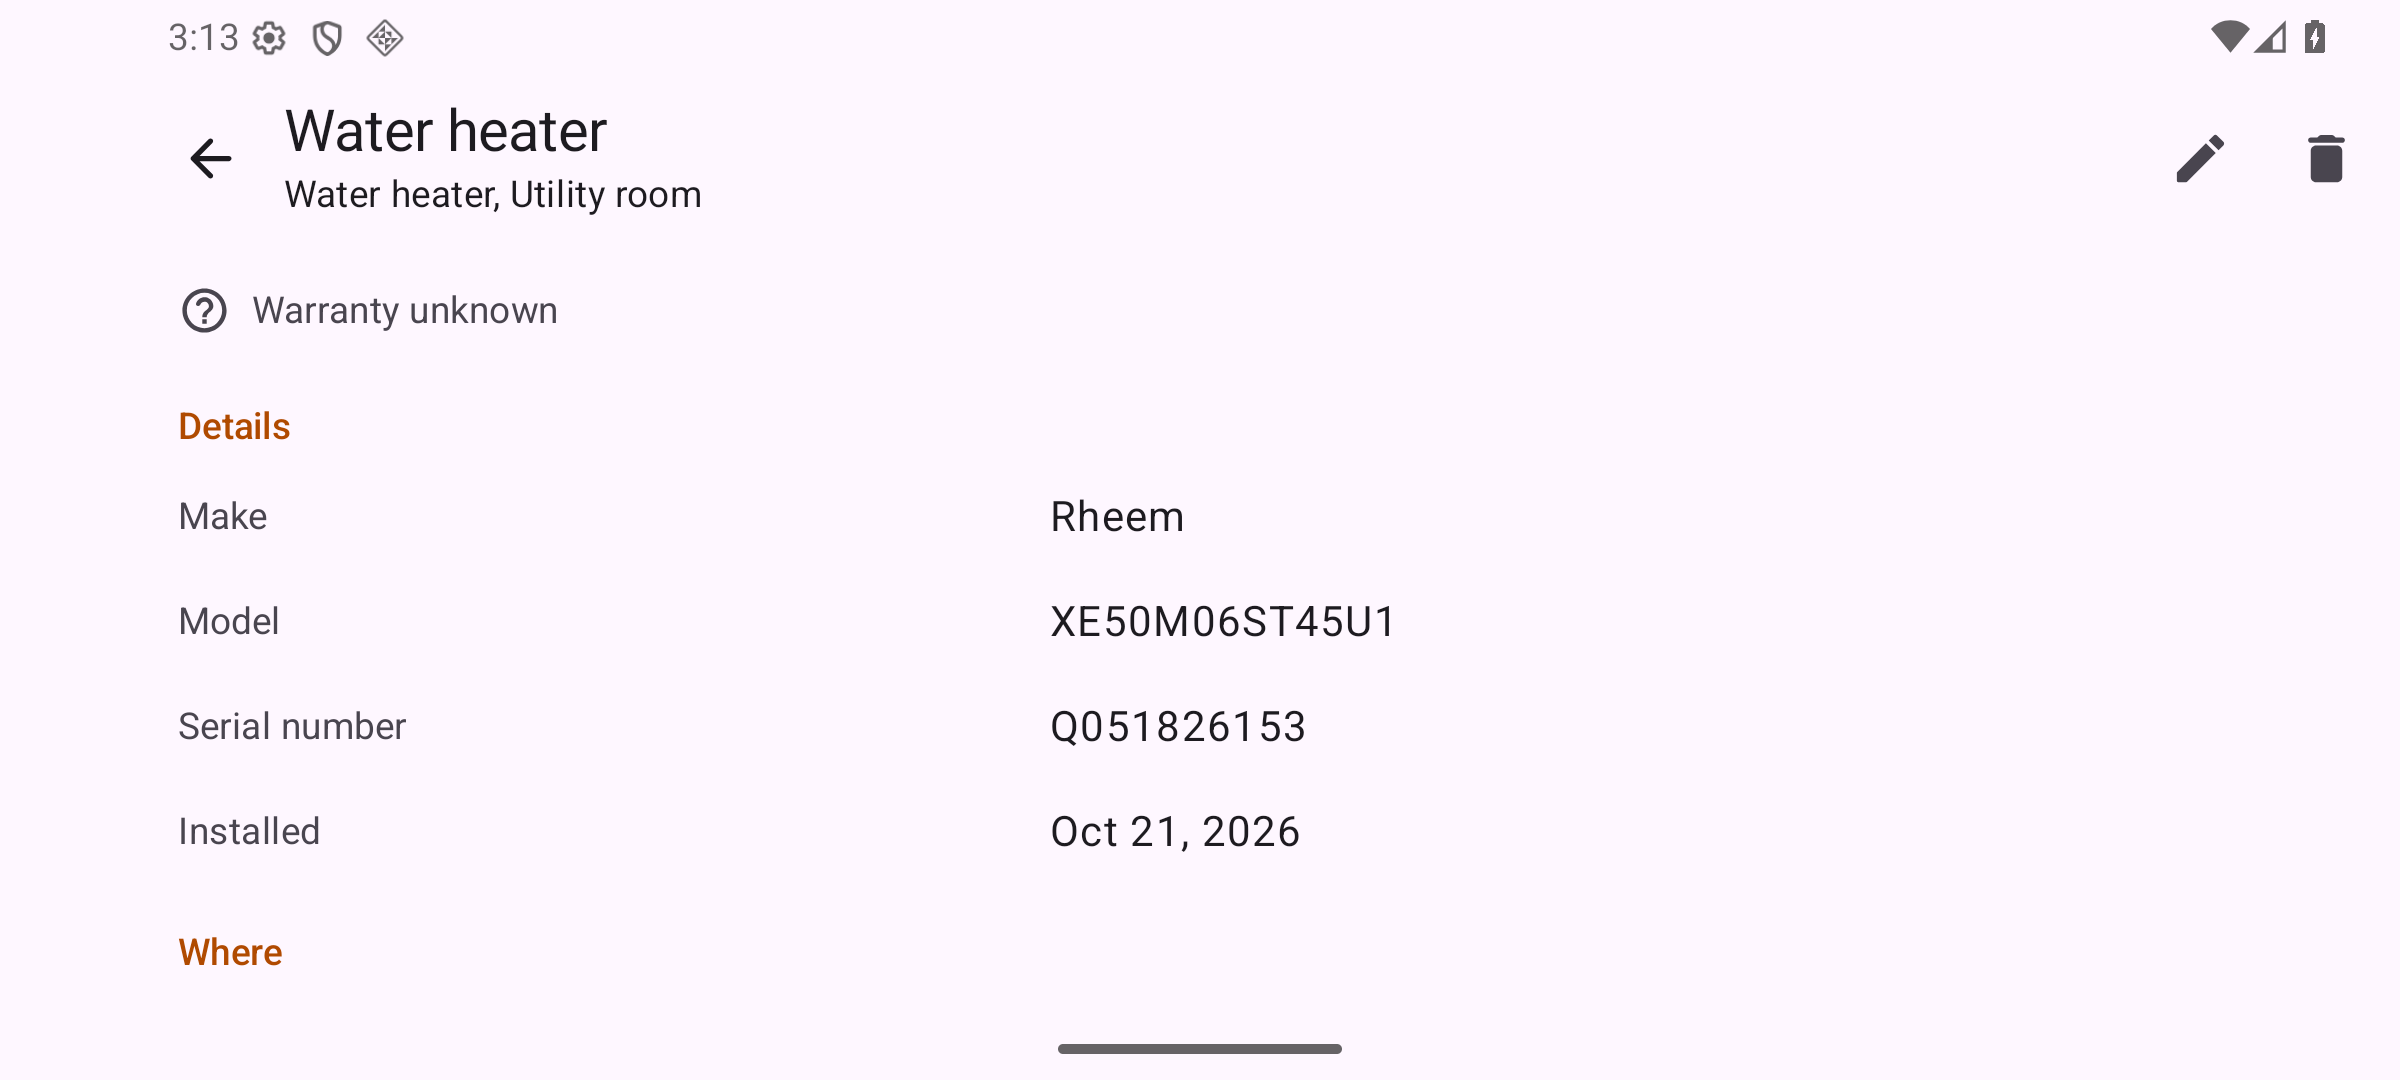 3:13
Water heater
Water heater, Utility room
Warranty unknown
Details
Make Rheem
Model XE50M06ST45U1
Serial number Q051826153
Installed Oct 21, 2026
Where